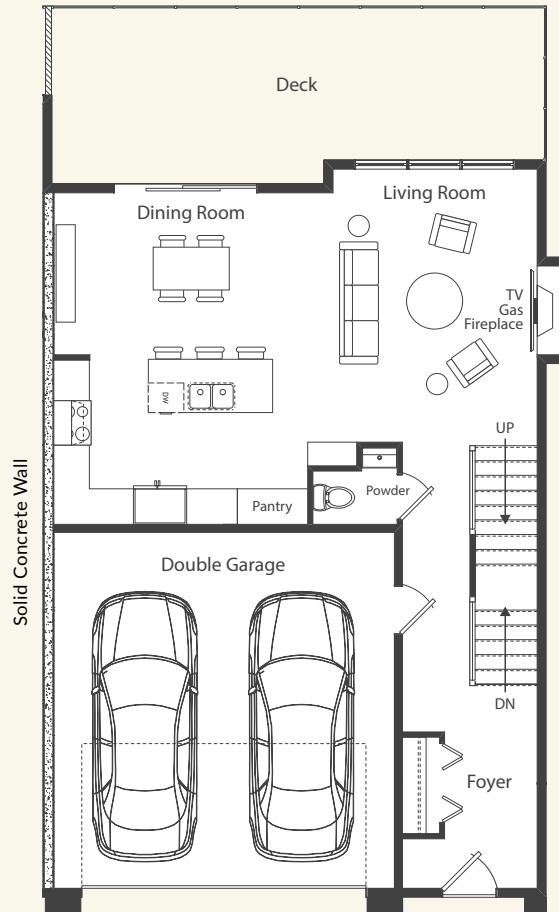 Deck
Living Room
Dining Room
TV
Gas
Fireplace
DW
UP
Powder
Pantry
Solid Concrete Wall
Double Garage
DN
Foyer